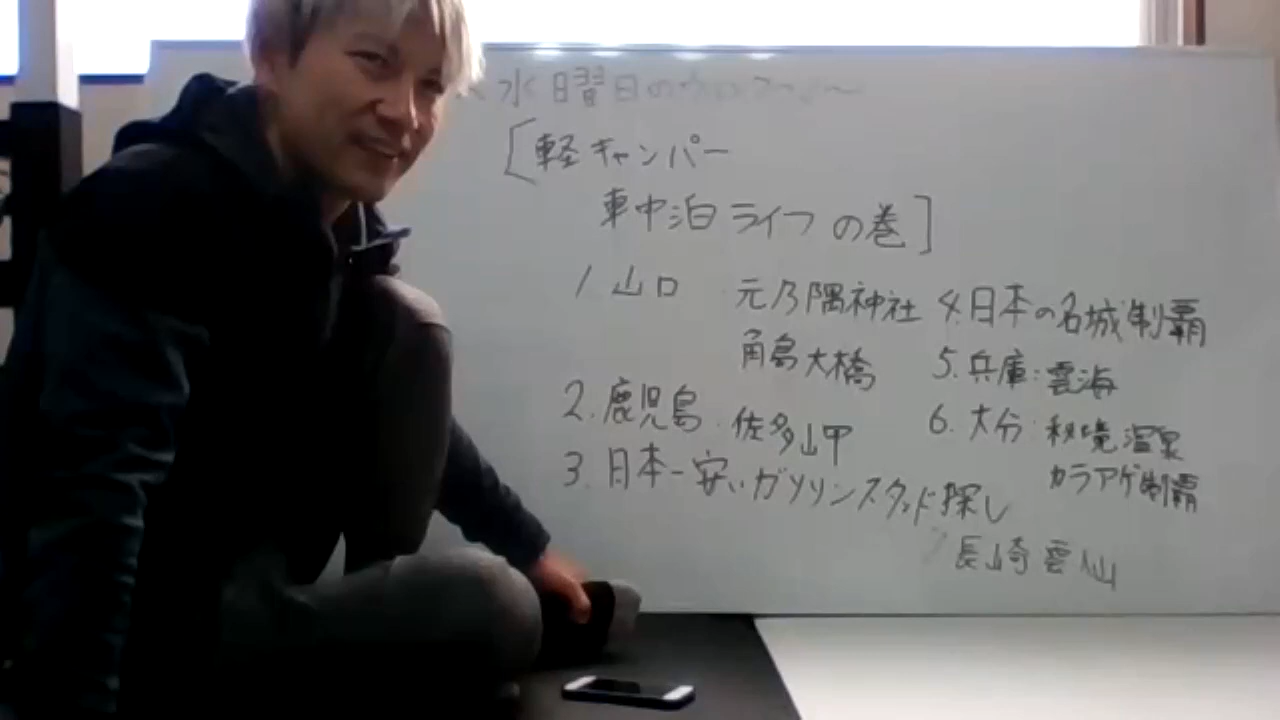 水曜日の
[軽キャンパー
車中泊ライフの巻]
1 山口 元乃隅神社
角島大橋
2. 鹿児島 佐多岬
3. 日本一安いガソリンスタンド探し
4. 日本の名城制覇
5. 兵庫:雲海
6. 大分 秘境温泉
カラアゲ制覇
7 長崎雲仙